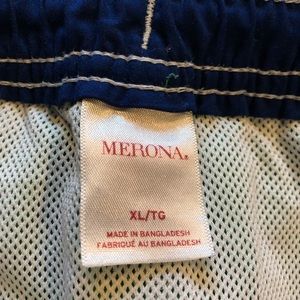 MERONA®
XL/TG
MADE IN BANGLADESH
FABRIQUÉ AU BANGLADESH